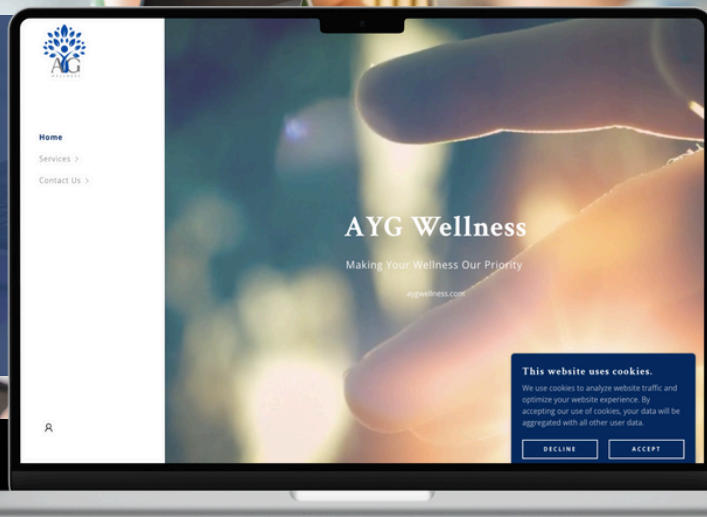 AYG
WELLNESS
Home
Services >
Contact Us >
AYG Wellness
Making Your Wellness Our Priority
aygwellness.com
This website uses cookies.
We use cookies to analyze website traffic and
optimize your website experience. By
accepting our use of cookies, your data will be
aggregated with all other user data.
DECLINE
ACCEPT